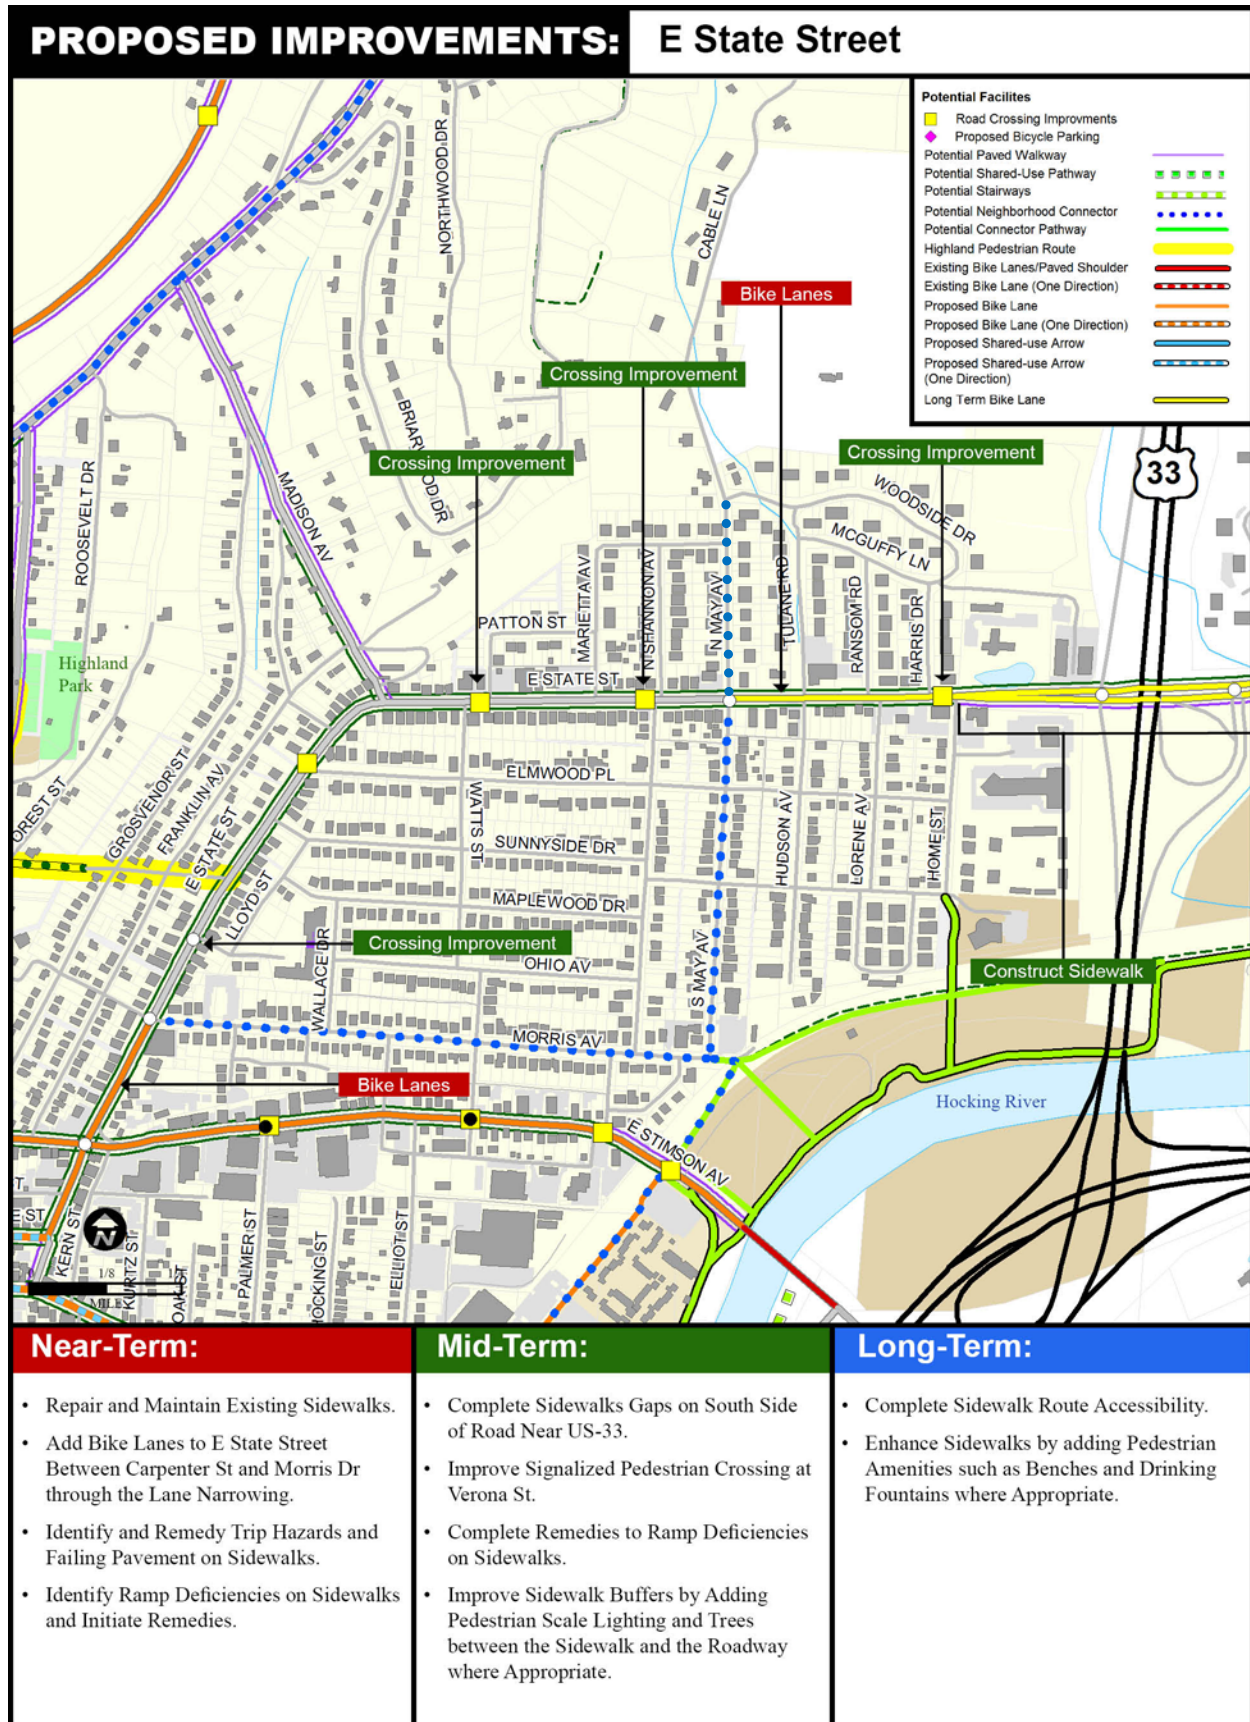 PROPOSED IMPROVEMENTS:
E State Street
Potential Facilites
Road Crossing Improvments
Proposed Bicycle Parking
Potential Paved Walkway
Potential Shared-Use Pathway
Potential Stairways
Potential Neighborhood Connector
Potential Connector Pathway
Highland Pedestrian Route
Existing Bike Lanes/Paved Shoulder
Existing Bike Lane (One Direction)
Proposed Bike Lane
Proposed Bike Lane (One Direction)
Proposed Shared-use Arrow
Proposed Shared-use Arrow
(One Direction)
Long Term Bike Lane
NORTHWOOD DR
CABLE LN
Bike Lanes
Crossing Improvement
Crossing Improvement
Crossing Improvement
33
ROOSEVELT DR
MADISON AV
WOODSIDE DR
MCGUFFY LN
MARIETTA AV
N SHANNON AV
N MAY AV
TULANE RD
RANSOM RD
HARRIS DR
PATTON ST
E STATE ST
Highland
Park
ELMWOOD PL
WATTS ST
SUNNYSIDE DR
MAPLEWOOD DR
HUDSON AV
LORENE AV
HOME ST
GROSVENOR ST
FRANKLIN AV
E STATE ST
LLOYD ST
Crossing Improvement
WALLACE DR
OHIO AV
S MAY AV
Construct Sidewalk
MORRIS AV
Bike Lanes
Hocking River
E STIMSON AV
E ST
KERN ST
N
KURTZ ST
OAK ST
PALMER ST
HOCKING ST
ELLIOT ST
1/8
MILE
Near-Term:
• Repair and Maintain Existing Sidewalks.
• Add Bike Lanes to E State Street
Between Carpenter St and Morris Dr
through the Lane Narrowing.
• Identify and Remedy Trip Hazards and
Failing Pavement on Sidewalks.
• Identify Ramp Deficiencies on Sidewalks
and Initiate Remedies.
Mid-Term:
• Complete Sidewalks Gaps on South Side
of Road Near US-33.
• Improve Signalized Pedestrian Crossing at
Verona St.
• Complete Remedies to Ramp Deficiencies
on Sidewalks.
• Improve Sidewalk Buffers by Adding
Pedestrian Scale Lighting and Trees
between the Sidewalk and the Roadway
where Appropriate.
Long-Term:
• Complete Sidewalk Route Accessibility.
• Enhance Sidewalks by adding Pedestrian
Amenities such as Benches and Drinking
Fountains where Appropriate.